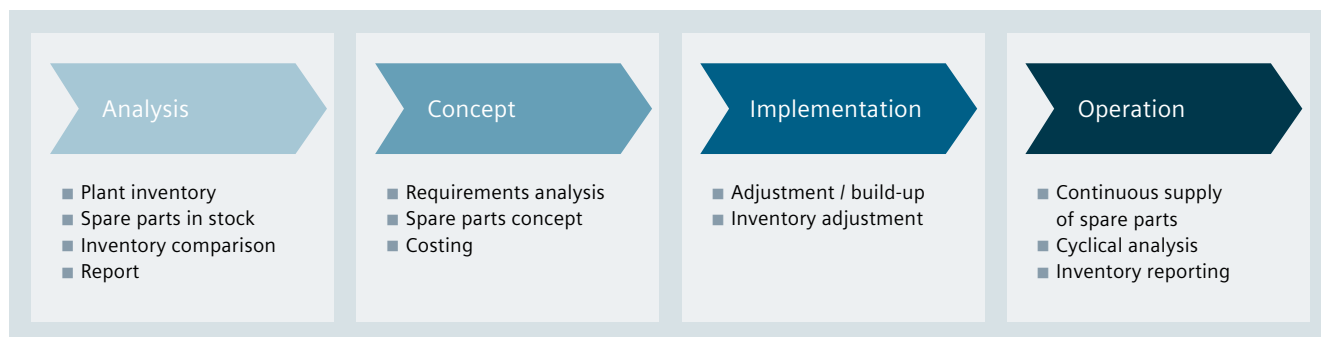 Analysis
■ Plant inventory
■ Spare parts in stock
■ Inventory comparison
■ Report
Concept
■ Requirements analysis
■ Spare parts concept
■ Costing
Implementation
■ Adjustment / build-up
■ Inventory adjustment
Operation
■ Continuous supply
of spare parts
■ Cyclical analysis
■ Inventory reporting